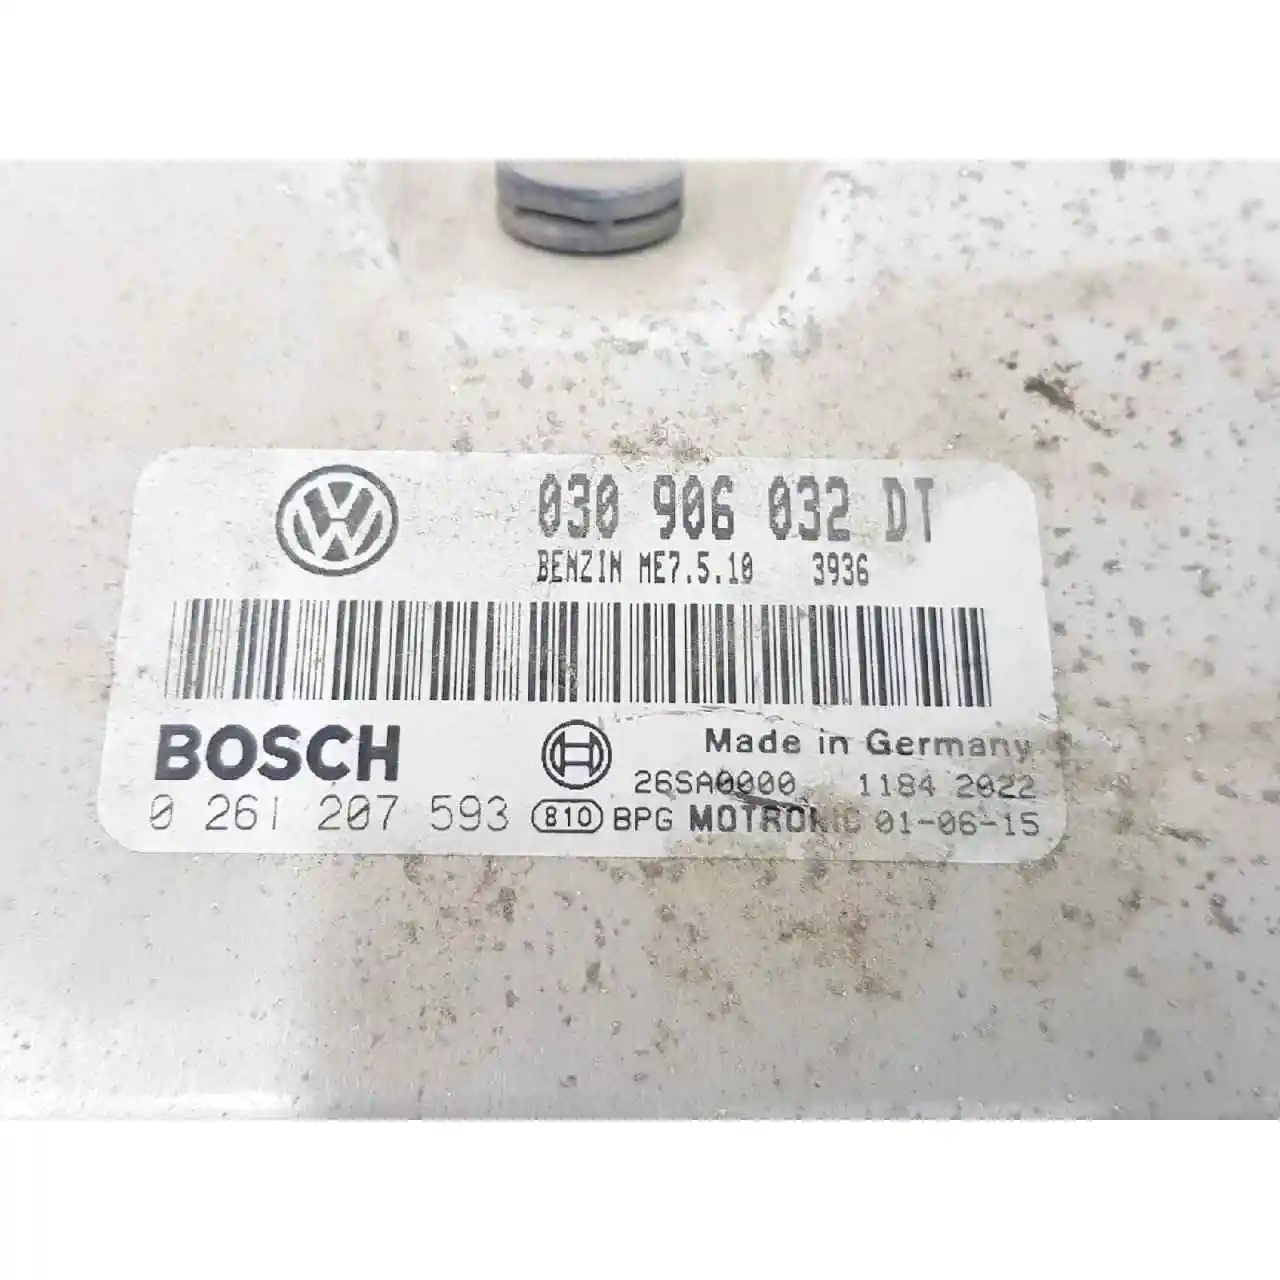 030 906 032 DT
BENZIN ME7.5.10 3936
BOSCH
Made in Germany
26SA0000 1184 2022
0 261 207 593 810 BPG MOTRONIC 01-06-15